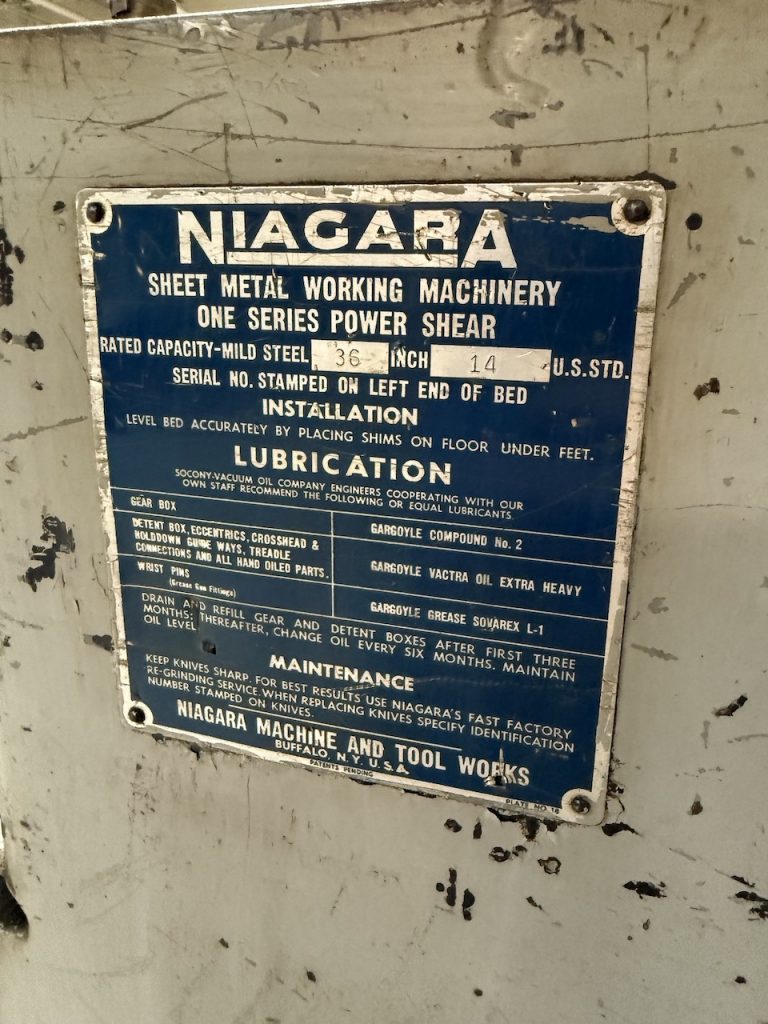 NIAGARA
SHEET METAL WORKING MACHINERY
ONE SERIES POWER SHEAR
RATED CAPACITY-MILD STEEL 36 INCH 14 U.S. STD.
SERIAL NO. STAMPED ON LEFT END OF BED
INSTALLATION
LEVEL BED ACCURATELY BY PLACING SHIMS ON FLOOR UNDER FEET.
LUBRICATION
SOCONY-VACUUM OIL COMPANY ENGINEERS COOPERATING WITH OUR
OWN STAFF RECOMMEND THE FOLLOWING OR EQUAL LUBRICANTS.
GEAR BOX
GARGOYLE COMPOUND No. 2
DETENT BOX, ECCENTRICS, CROSSHEAD &
HOLDDOWN GUIDE WAYS, TREADLE
CONNECTIONS AND ALL HAND OILED PARTS.
GARGOYLE VACTRA OIL EXTRA HEAVY
WRIST PINS
(Grease Gun Fittings)
GARGOYLE GREASE SOVAREX L-1
DRAIN AND REFILL GEAR AND DETENT BOXES AFTER FIRST THREE
MONTHS; THEREAFTER, CHANGE OIL EVERY SIX MONTHS. MAINTAIN
OIL LEVEL
MAINTENANCE
KEEP KNIVES SHARP. FOR BEST RESULTS USE NIAGARA'S FAST FACTORY
RE-GRINDING SERVICE. WHEN REPLACING KNIVES SPECIFY IDENTIFICATION
NUMBER STAMPED ON KNIVES.
NIAGARA MACHINE AND TOOL WORKS
BUFFALO, N.Y. U.S.A.
PATENTS PENDING
PLATE NO. 18